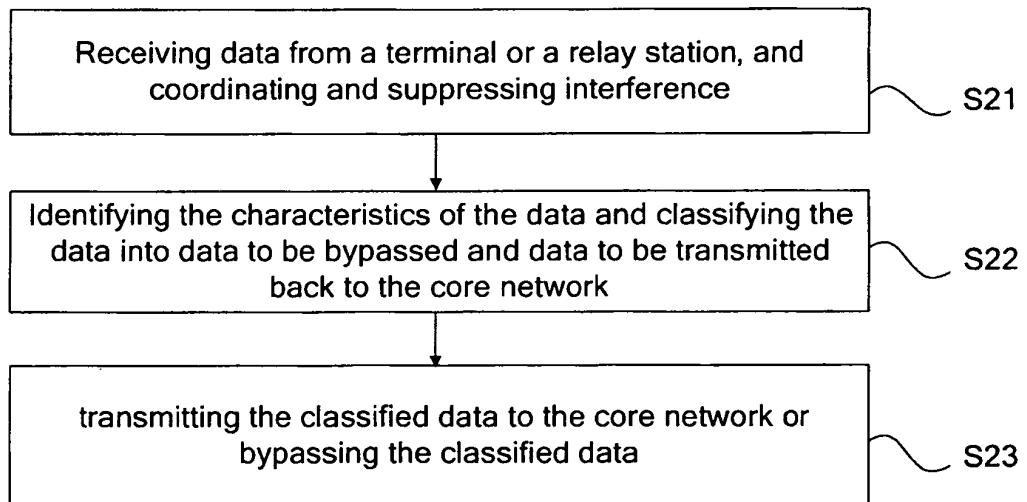 Receiving data from a terminal or a relay station, and
coordinating and suppressing interference
S21
Identifying the characteristics of the data and classifying the
data into data to be bypassed and data to be transmitted
back to the core network
S22
transmitting the classified data to the core network or
bypassing the classified data
S23